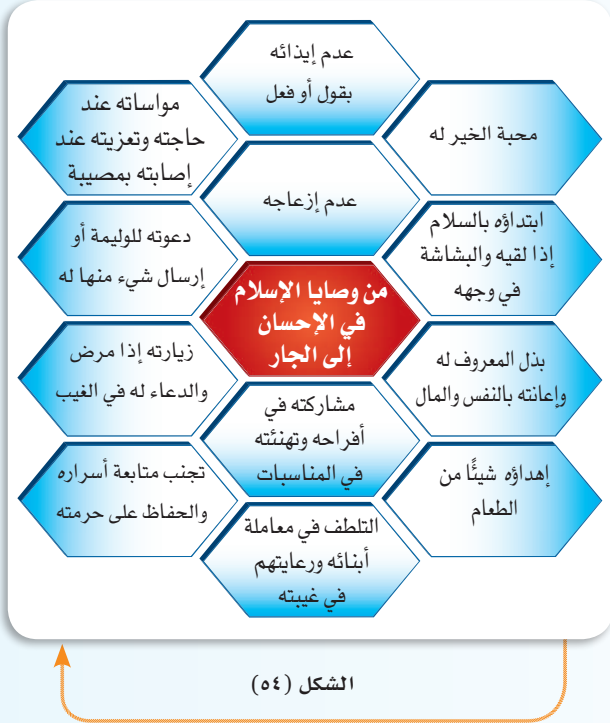 عدم إيذائه
بقول أو فعل
محبة الخير له
مواساته عند
حاجته وتعزيته عند
إصابته بمصيبة
عدم إزعاجه
ابتداؤه بالسلام
إذا لقيه والبشاشة
في وجهه
دعوته للوليمة أو
إرسال شيء منها له
من وصايا الإسلام
في الإحسان
إلى الجار
بذل المعروف له
وإعانته بالنفس والمال
زيارته إذا مرض
والدعاء له في الغيب
مشاركته في
أفراحه وتهنئته
في المناسبات
إهداؤه شيئًا من
الطعام
تجنب متابعة أسراره
والحفاظ على حرمته
التلطف في معاملة
أبنائه ورعايتهم
في غيبته
الشكل (٥٤)